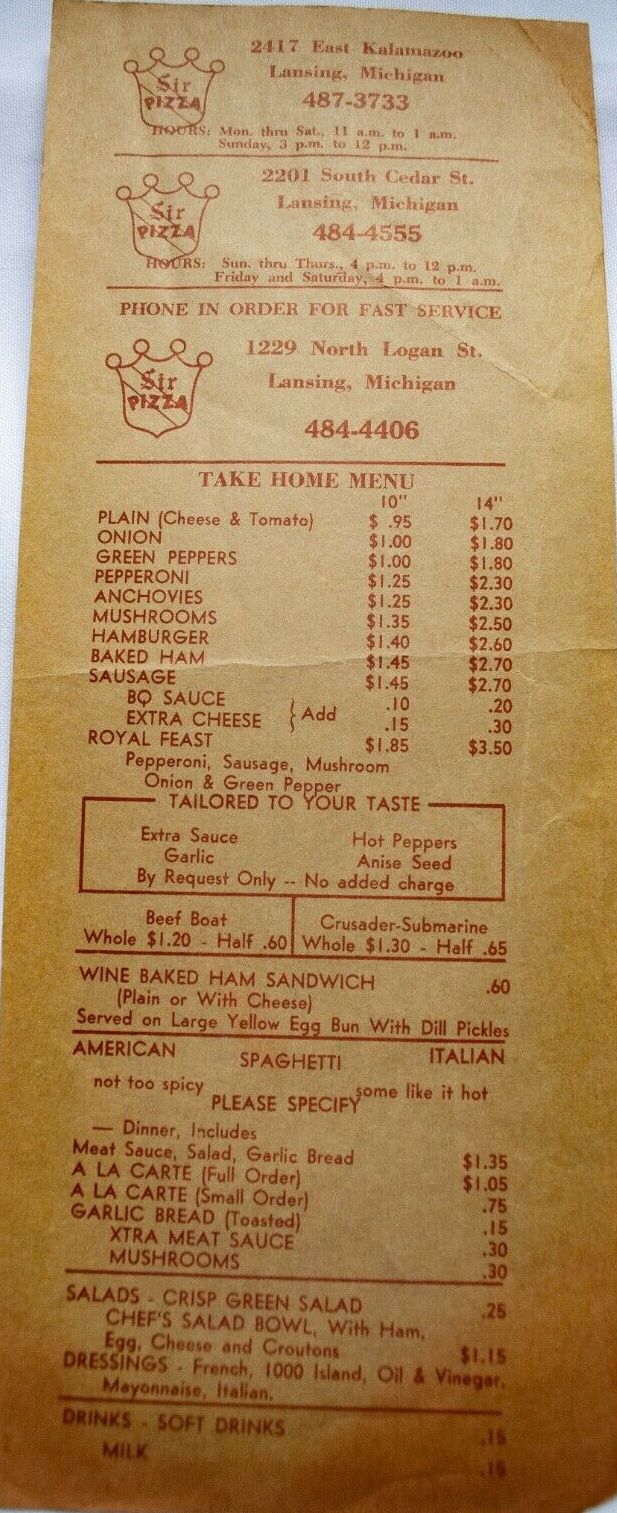 Sir PIZZA
2417 East Kalamazoo
Lansing, Michigan
487-3733
HOURS: Mon. thru Sat., 11 a.m. to 1 a.m.
Sunday, 3 p.m. to 12 p.m.
Sir PIZZA
2201 South Cedar St.
Lansing, Michigan
484-4555
HOURS: Sun. thru Thurs., 4 p.m. to 12 p.m.
Friday and Saturday, 4 p.m. to 1 a.m.
PHONE IN ORDER FOR FAST SERVICE
Sir PIZZA
1229 North Logan St.
Lansing, Michigan
484-4406
TAKE HOME MENU
10" 14"
PLAIN (Cheese & Tomato) $ .95 $1.70
ONION $1.00 $1.80
GREEN PEPPERS $1.00 $1.80
PEPPERONI $1.25 $2.30
ANCHOVIES $1.25 $2.30
MUSHROOMS $1.35 $2.50
HAMBURGER $1.40 $2.60
BAKED HAM $1.45 $2.70
SAUSAGE $1.45 $2.70
BQ SAUCE .10 .20
EXTRA CHEESE } Add .15 .30
ROYAL FEAST $1.85 $3.50
Pepperoni, Sausage, Mushroom
Onion & Green Pepper
TAILORED TO YOUR TASTE
Extra Sauce Hot Peppers
Garlic Anise Seed
By Request Only -- No added charge
Beef Boat
Whole $1.20 - Half .60
Crusader-Submarine
Whole $1.30 - Half .65
WINE BAKED HAM SANDWICH .60
(Plain or With Cheese)
Served on Large Yellow Egg Bun With Dill Pickles
AMERICAN SPAGHETTI ITALIAN
not too spicy some like it hot
PLEASE SPECIFY
— Dinner, Includes
Meat Sauce, Salad, Garlic Bread $1.35
A LA CARTE (Full Order) $1.05
A LA CARTE (Small Order) .75
GARLIC BREAD (Toasted) .15
XTRA MEAT SAUCE .30
MUSHROOMS .30
SALADS - CRISP GREEN SALAD .25
CHEF'S SALAD BOWL, With Ham,
Egg, Cheese and Croutons $1.15
DRESSINGS - French, 1000 Island, Oil & Vinegar,
Mayonnaise, Italian.
DRINKS - SOFT DRINKS .15
MILK .15